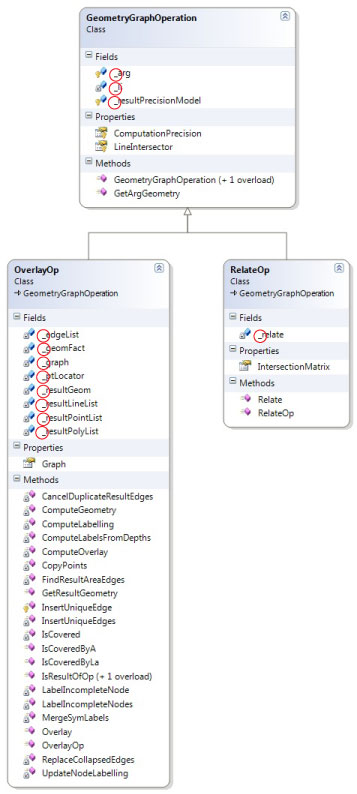 GeometryGraphOperation
Class
Fields
_arg
_li
_resultPrecisionModel
Properties
ComputationPrecision
LineIntersector
Methods
GeometryGraphOperation (+ 1 overload)
GetArgGeometry
OverlayOp
Class
GeometryGraphOperation
Fields
_edgeList
_geomFact
_graph
_ptLocator
_resultGeom
_resultLineList
_resultPointList
_resultPolyList
Properties
Graph
Methods
CancelDuplicateResultEdges
ComputeGeometry
ComputeLabelling
ComputeLabelsFromDepths
ComputeOverlay
CopyPoints
FindResultAreaEdges
GetResultGeometry
InsertUniqueEdge
InsertUniqueEdges
IsCovered
IsCoveredByA
IsCoveredByLa
IsResultOfOp (+ 1 overload)
LabelIncompleteNode
LabelIncompleteNodes
MergeSymLabels
Overlay
OverlayOp
ReplaceCollapsedEdges
UpdateNodeLabelling
RelateOp
Class
GeometryGraphOperation
Fields
_relate
Properties
IntersectionMatrix
Methods
Relate
RelateOp